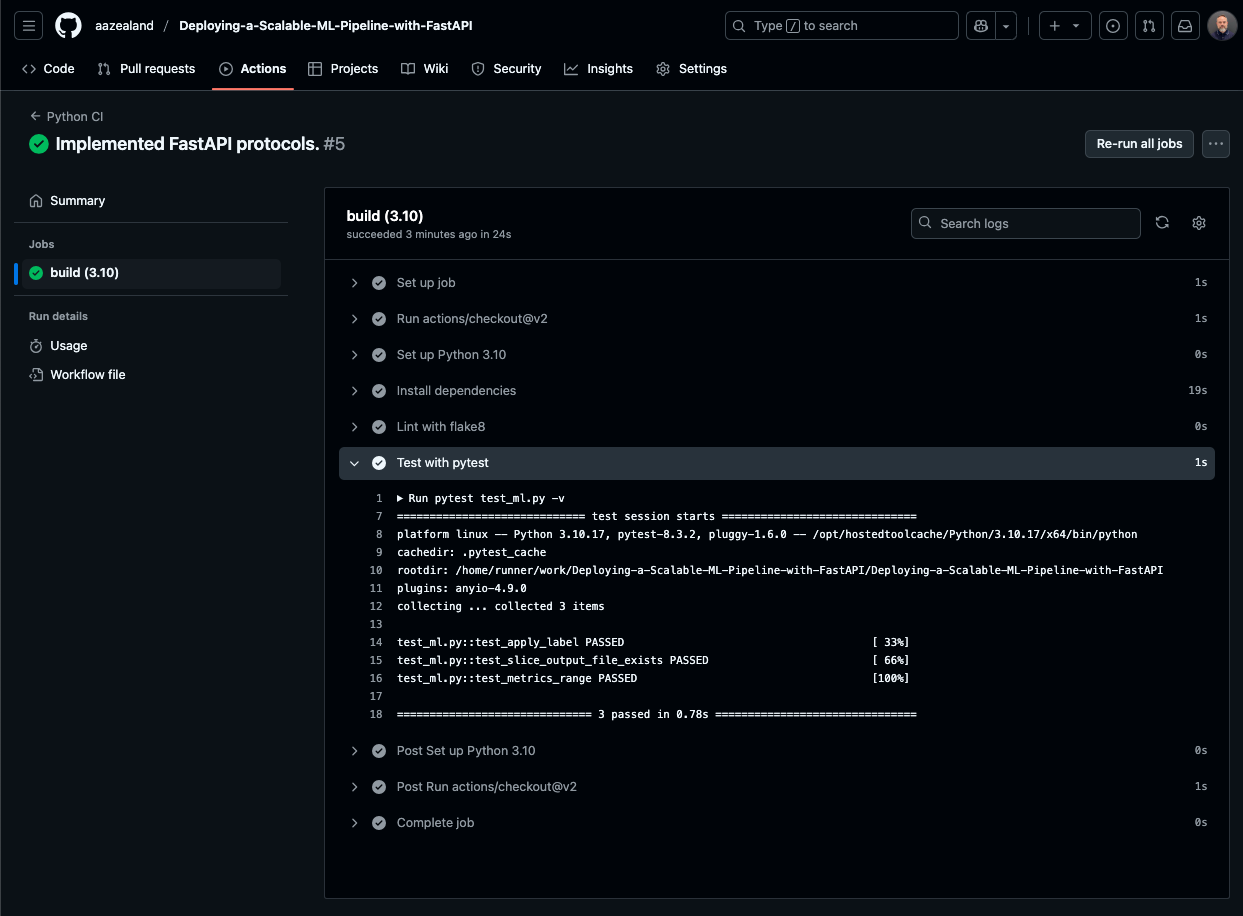 aazealand / Deploying-a-Scalable-ML-Pipeline-with-FastAPI
Type / to search
Code Pull requests Actions Projects Wiki Security Insights Settings
Python CI
Implemented FastAPI protocols. #5
Re-run all jobs
Summary
Jobs
build (3.10)
Run details
Usage
Workflow file
build (3.10)
succeeded 3 minutes ago in 24s
Search logs
Set up job 1s
Run actions/checkout@v2 1s
Set up Python 3.10 0s
Install dependencies 19s
Lint with flake8 0s
Test with pytest 1s
1 ▶ Run pytest test_ml.py -v
7 ============================= test session starts ==============================
8 platform linux -- Python 3.10.17, pytest-8.3.2, pluggy-1.6.0 -- /opt/hostedtoolcache/Python/3.10.17/x64/bin/python
9 cachedir: .pytest_cache
10 rootdir: /home/runner/work/Deploying-a-Scalable-ML-Pipeline-with-FastAPI/Deploying-a-Scalable-ML-Pipeline-with-FastAPI
11 plugins: anyio-4.9.0
12 collecting ... collected 3 items
13
14 test_ml.py::test_apply_label PASSED [ 33%]
15 test_ml.py::test_slice_output_file_exists PASSED [ 66%]
16 test_ml.py::test_metrics_range PASSED [100%]
17
18 ============================== 3 passed in 0.78s ===============================
Post Set up Python 3.10 0s
Post Run actions/checkout@v2 1s
Complete job 0s